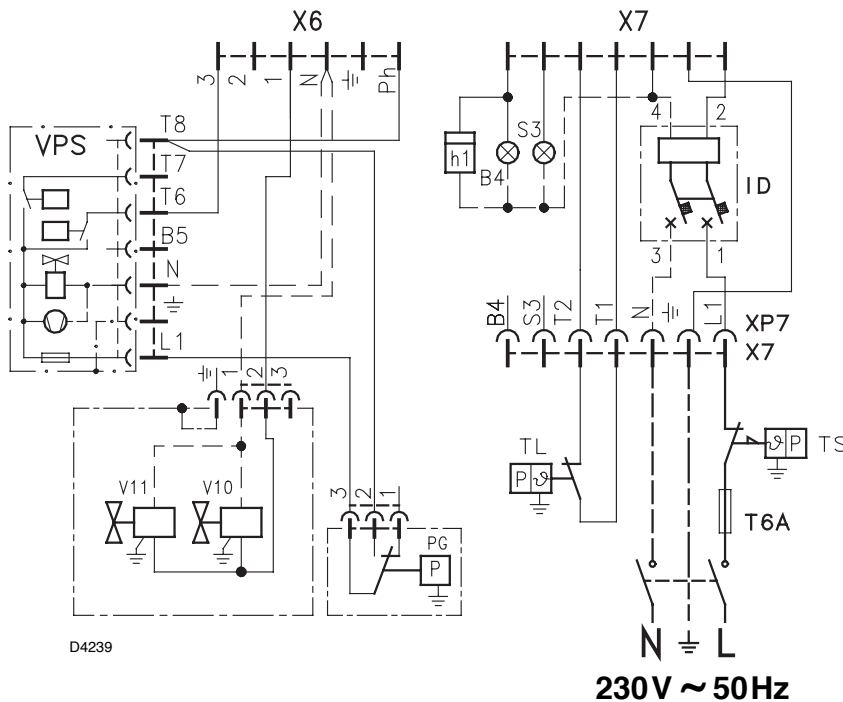 X6
X7
3
2
1
N
Ph
VPS
T8
T7
T6
B5
N
L1
h1
B4
S3
4
2
ID
3
1
B4
S3
T2
T1
N
L1
XP7
X7
1
2
3
V11
V10
3
2
1
PG
P
TL
P ϑ
ϑ P
TS
T6A
N
L
D4239
230V ~ 50Hz